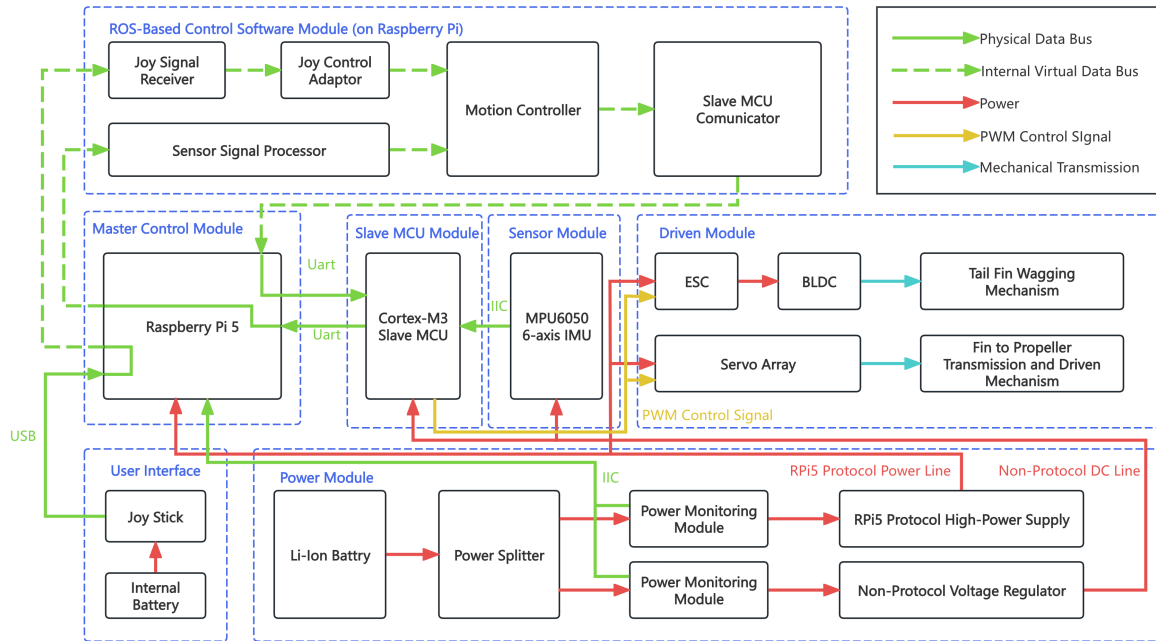 ROS-Based Control Software Module (on Raspberry Pi)
Joy Signal
Receiver
Joy Control
Adaptor
Sensor Signal Processor
Motion Controller
Slave MCU
Comunicator
Physical Data Bus
Internal Virtual Data Bus
Power
PWM Control SIgnal
Mechanical Transmission
Master Control Module
Raspberry Pi 5
Uart
Uart
Slave MCU Module
Cortex-M3
Slave MCU
IIC
Sensor Module
MPU6050
6-axis IMU
Driven Module
ESC
BLDC
Tail Fin Wagging
Mechanism
Servo Array
Fin to Propeller
Transmission and Driven
Mechanism
PWM Control Signal
USB
User Interface
Joy Stick
Internal
Battery
Power Module
Li-Ion Battry
Power Splitter
IIC
Power Monitoring
Module
Power Monitoring
Module
RPi5 Protocol Power Line
Non-Protocol DC Line
RPi5 Protocol High-Power Supply
Non-Protocol Voltage Regulator